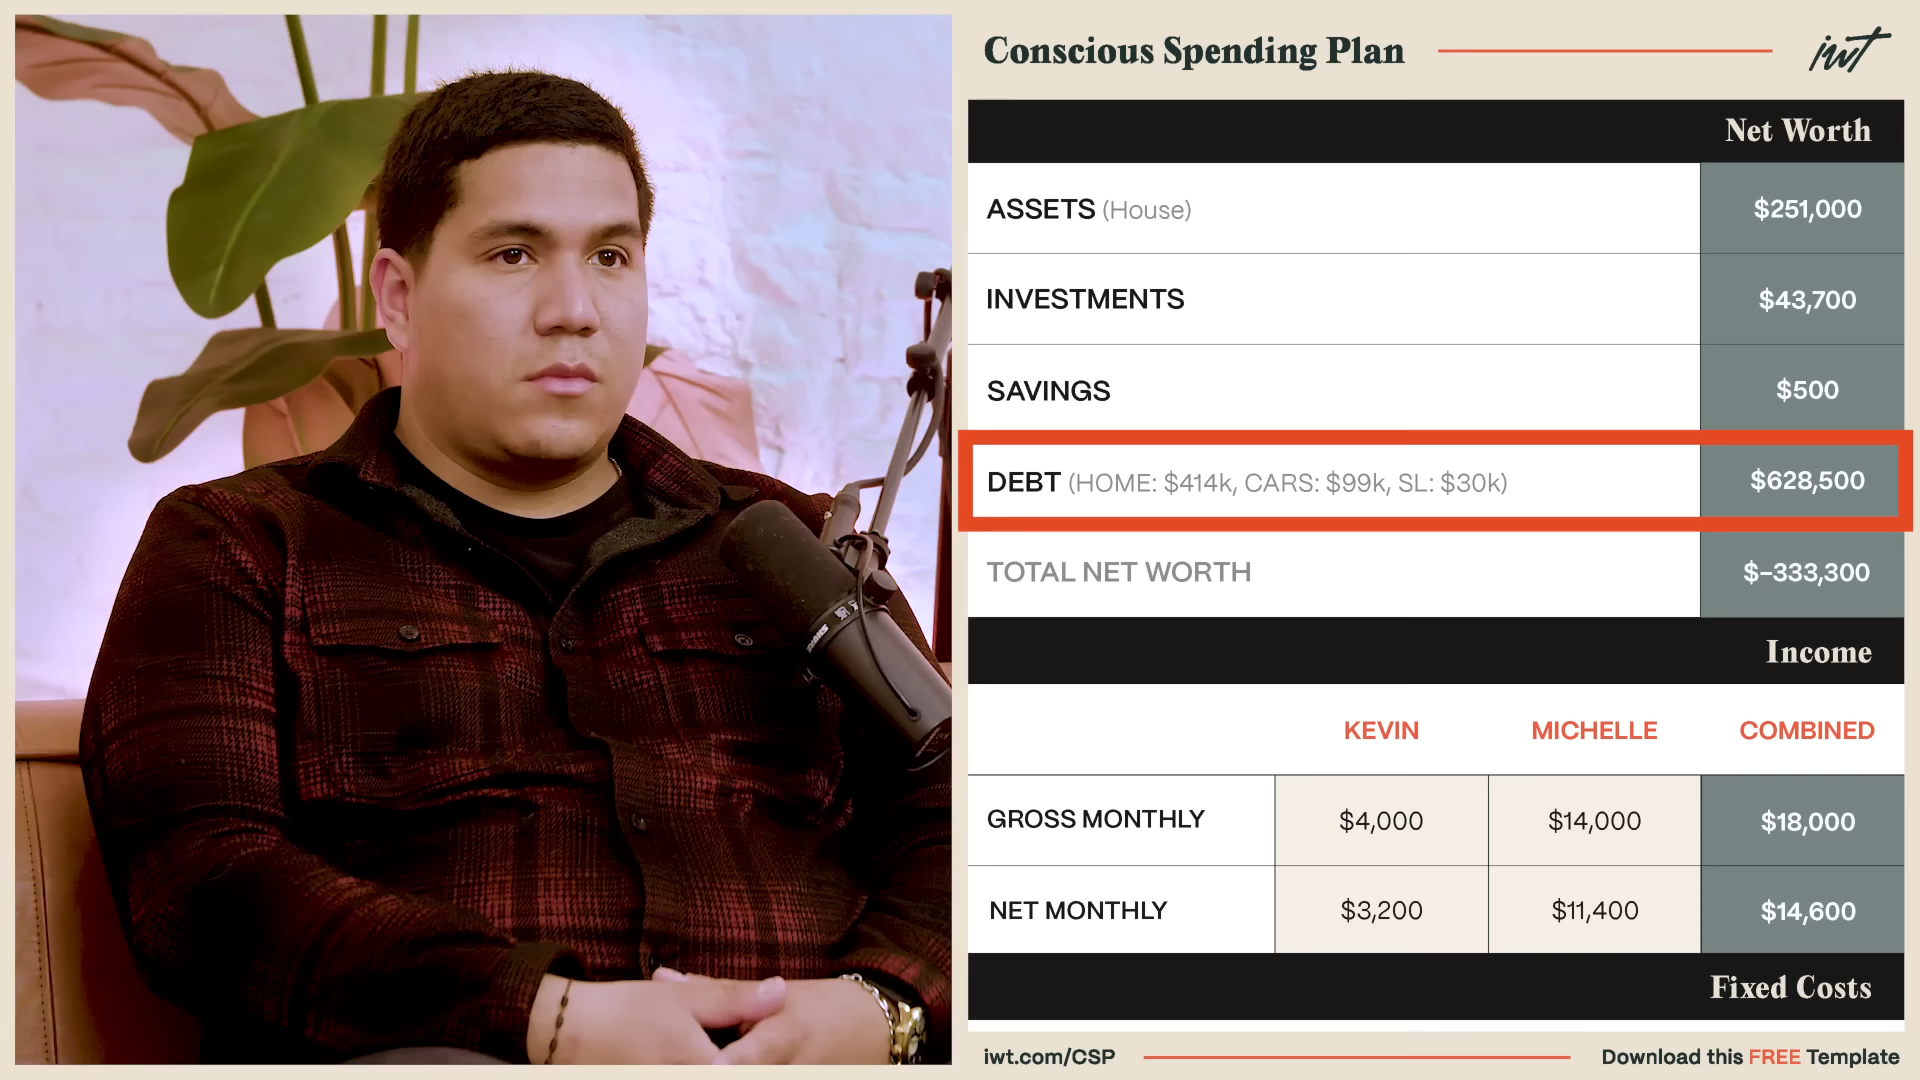 Conscious Spending Plan
iwt
Net Worth
ASSETS (House) $251,000
INVESTMENTS $43,700
SAVINGS $500
DEBT (HOME: $414k, CARS: $99k, SL: $30k) $628,500
TOTAL NET WORTH $-333,300
Income
KEVIN MICHELLE COMBINED
GROSS MONTHLY $4,000 $14,000 $18,000
NET MONTHLY $3,200 $11,400 $14,600
Fixed Costs
iwt.com/CSP
Download this FREE Template